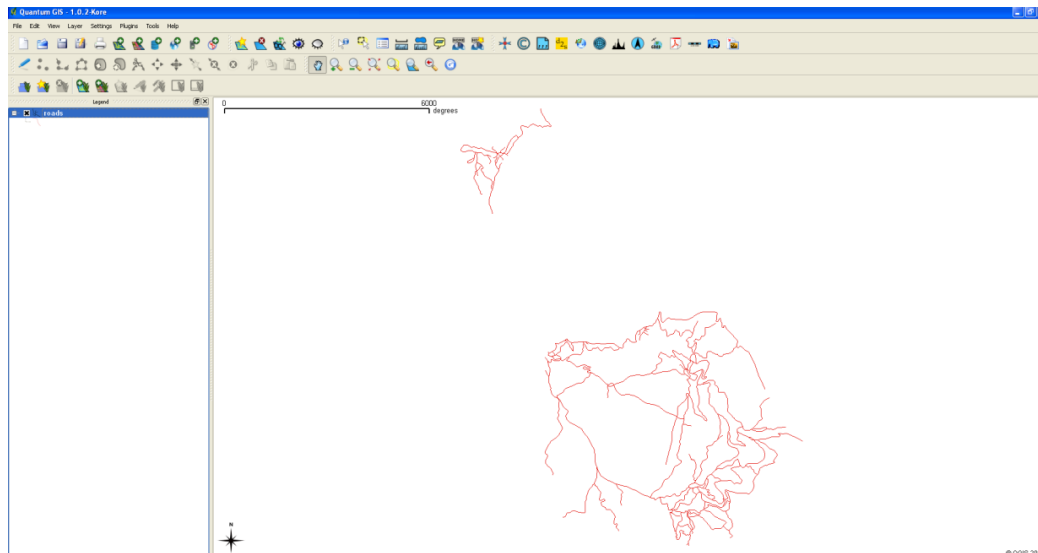 Quantum GIS - 1.0.2-Kore
File Edit View Layer Settings Plugins Tools Help
Legend
roads
0 6000
degrees
N